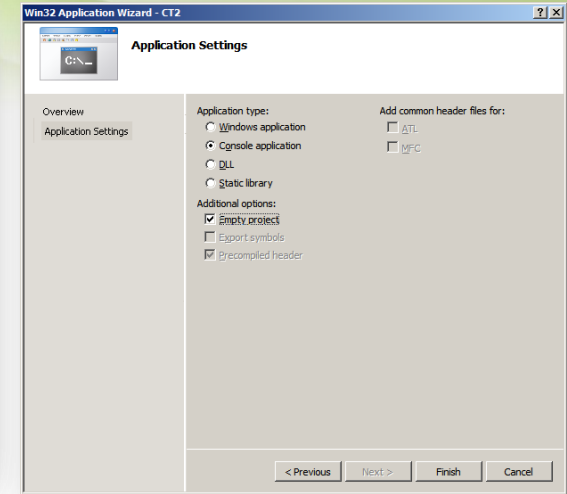 Win32 Application Wizard - CT2
Application Settings
C:\_
Overview
Application Settings
Application type:
Windows application
Console application
DLL
Static library
Additional options:
Empty project
Export symbols
Precompiled header
Add common header files for:
ATL
MFC
< Previous
Next >
Finish
Cancel